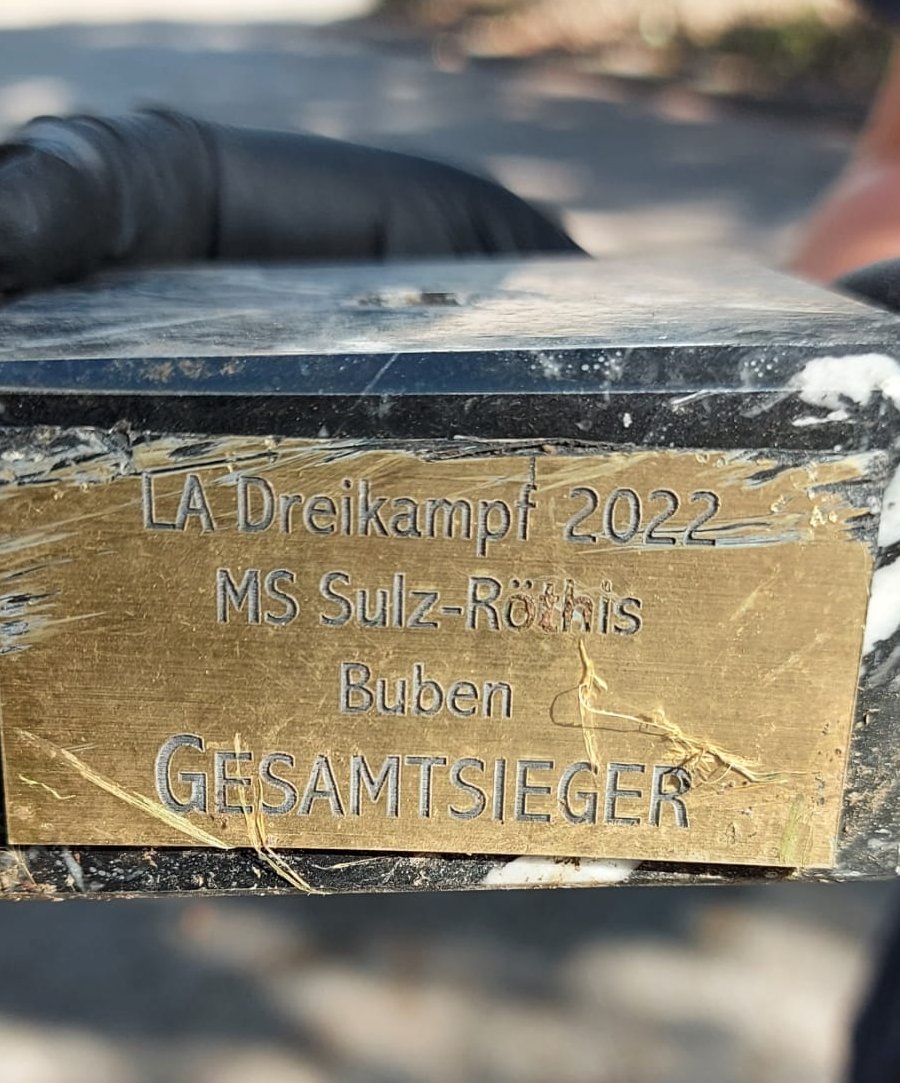 LA Dreikampf 2022
MS Sulz-Röthis
Buben
GESAMTSIEGER